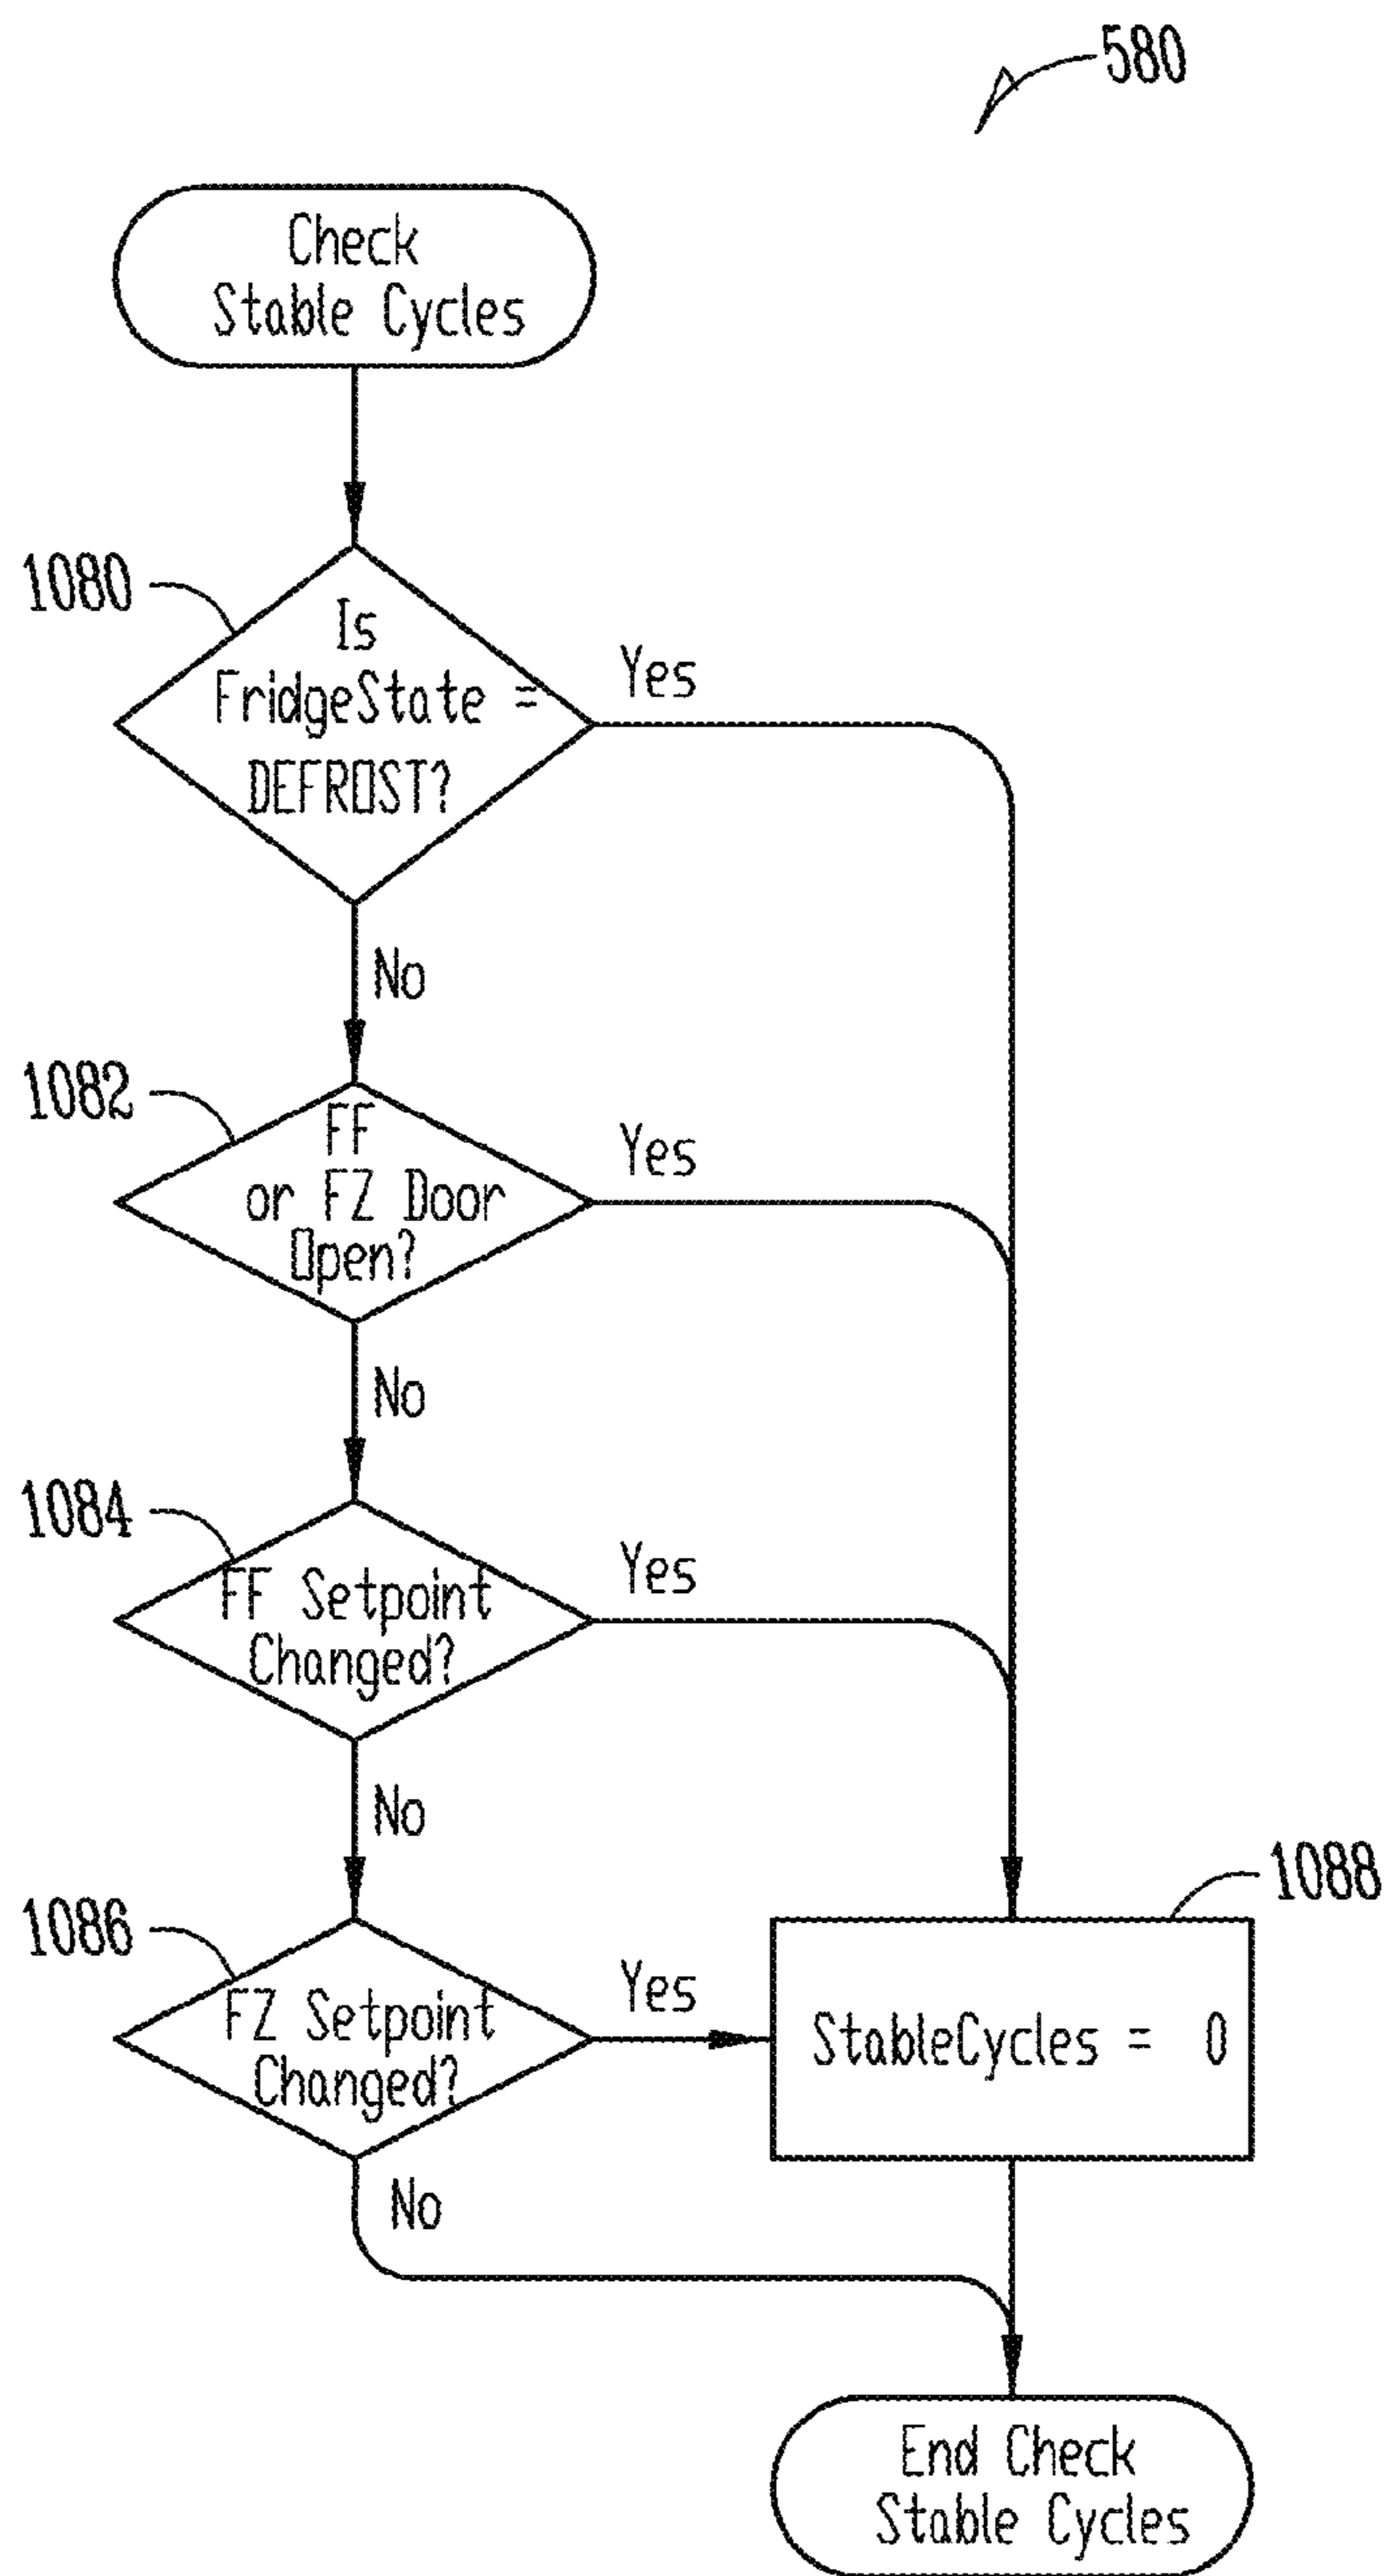 580
Check
Stable Cycles
1080
Is
FridgeState =
DEFROST?
Yes
No
1082
FF
or FZ Door
Open?
Yes
No
1084
FF Setpoint
Changed?
Yes
No
1086
FZ Setpoint
Changed?
Yes
1088
StableCycles = 0
No
End Check
Stable Cycles